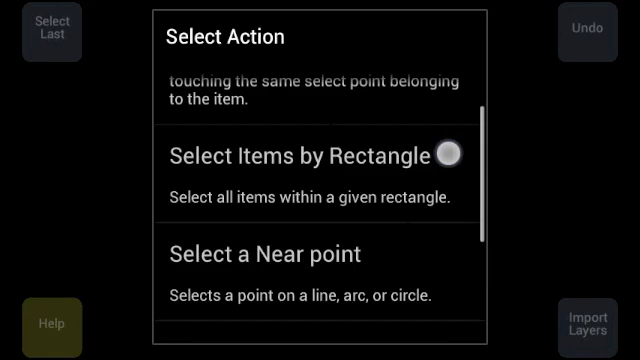 Select
Last
Select Action
Undo
touching the same select point belonging
to the item.
Select Items by Rectangle
Select all items within a given rectangle.
Select a Near point
Selects a point on a line, arc, or circle.
Help
Import
Layers